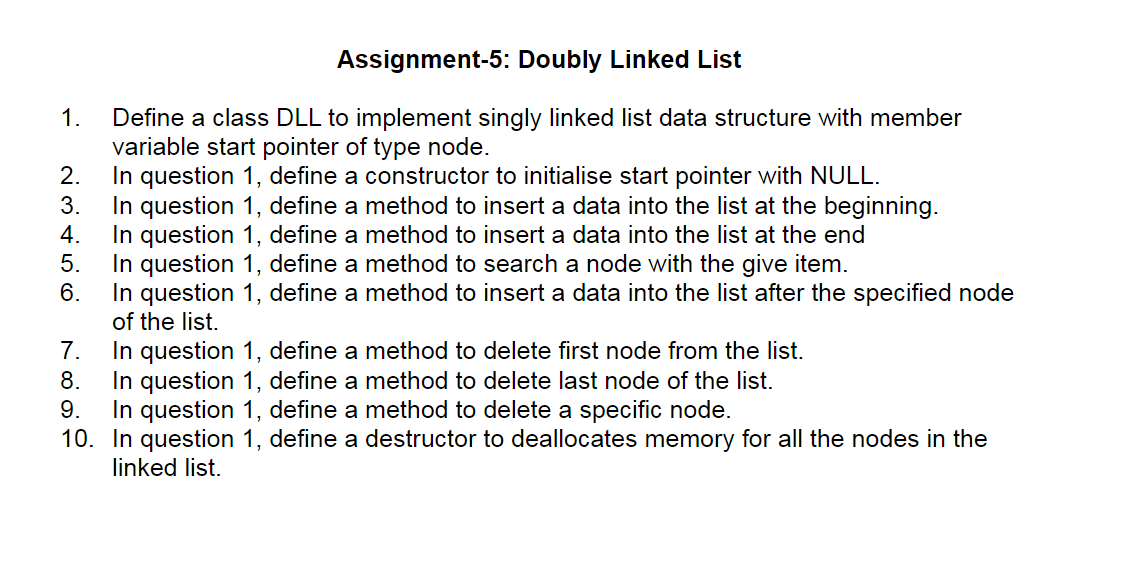 Assignment-5: Doubly Linked List
1. Define a class DLL to implement singly linked list data structure with member
variable start pointer of type node.
2. In question 1, define a constructor to initialise start pointer with NULL.
3. In question 1, define a method to insert a data into the list at the beginning.
4. In question 1, define a method to insert a data into the list at the end
5. In question 1, define a method to search a node with the give item.
6. In question 1, define a method to insert a data into the list after the specified node
of the list.
7. In question 1, define a method to delete first node from the list.
8. In question 1, define a method to delete last node of the list.
9. In question 1, define a method to delete a specific node.
10. In question 1, define a destructor to deallocates memory for all the nodes in the
linked list.